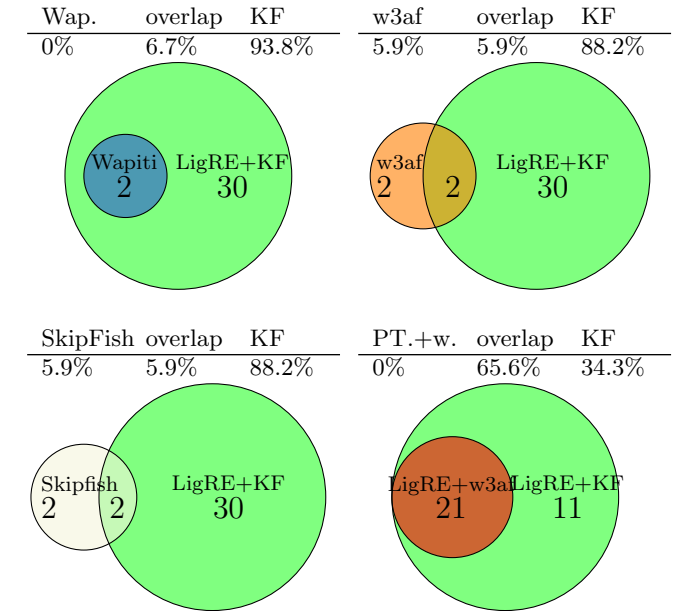 Wap. overlap KF
0% 6.7% 93.8%
Wapiti LigRE+KF
2 30
w3af overlap KF
5.9% 5.9% 88.2%
w3af LigRE+KF
2 2 30
SkipFish overlap KF
5.9% 5.9% 88.2%
Skipfish LigRE+KF
2 2 30
PT.+w. overlap KF
0% 65.6% 34.3%
LigRE+w3af LigRE+KF
21 11